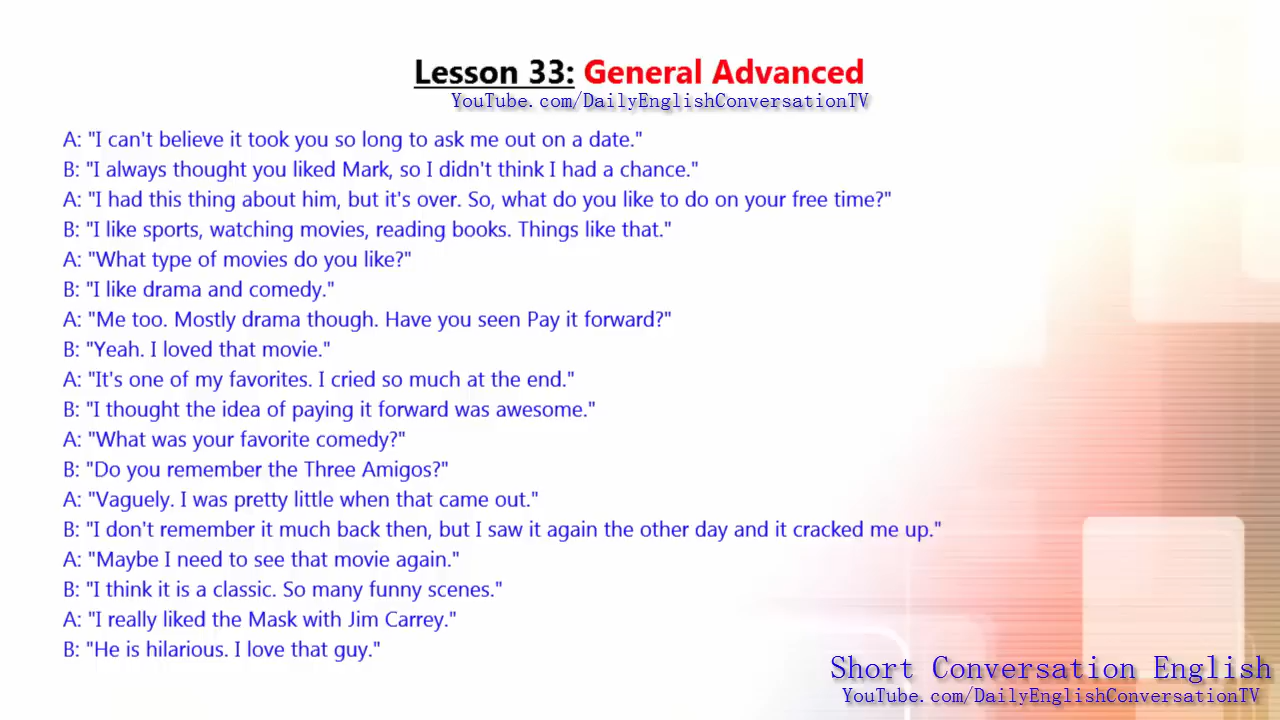 Lesson 33: General Advanced
YouTube.com/DailyEnglishConversationTV
A: "I can't believe it took you so long to ask me out on a date."
B: "I always thought you liked Mark, so I didn't think I had a chance."
A: "I had this thing about him, but it's over. So, what do you like to do on your free time?"
B: "I like sports, watching movies, reading books. Things like that."
A: "What type of movies do you like?"
B: "I like drama and comedy."
A: "Me too. Mostly drama though. Have you seen Pay it forward?"
B: "Yeah. I loved that movie."
A: "It's one of my favorites. I cried so much at the end."
B: "I thought the idea of paying it forward was awesome."
A: "What was your favorite comedy?"
B: "Do you remember the Three Amigos?"
A: "Vaguely. I was pretty little when that came out."
B: "I don't remember it much back then, but I saw it again the other day and it cracked me up."
A: "Maybe I need to see that movie again."
B: "I think it is a classic. So many funny scenes."
A: "I really liked the Mask with Jim Carrey."
B: "He is hilarious. I love that guy."
Short Conversation English
YouTube.com/DailyEnglishConversationTV